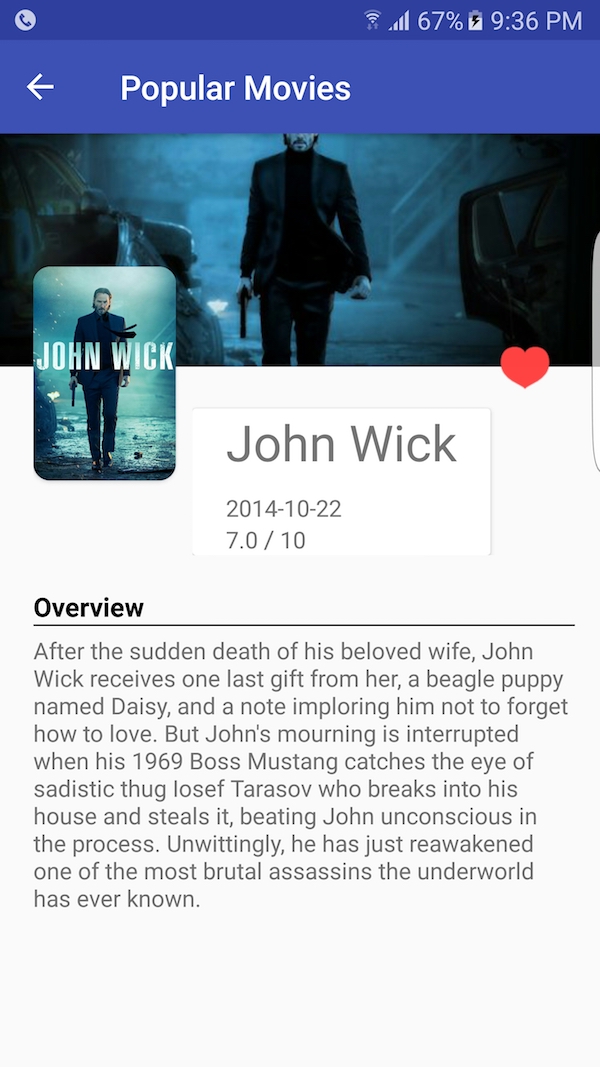 67% 9:36 PM
Popular Movies
JOHN WICK
John Wick
2014-10-22
7.0 / 10
Overview
After the sudden death of his beloved wife, John
Wick receives one last gift from her, a beagle puppy
named Daisy, and a note imploring him not to forget
how to love. But John's mourning is interrupted
when his 1969 Boss Mustang catches the eye of
sadistic thug Iosef Tarasov who breaks into his
house and steals it, beating John unconscious in
the process. Unwittingly, he has just reawakened
one of the most brutal assassins the underworld
has ever known.